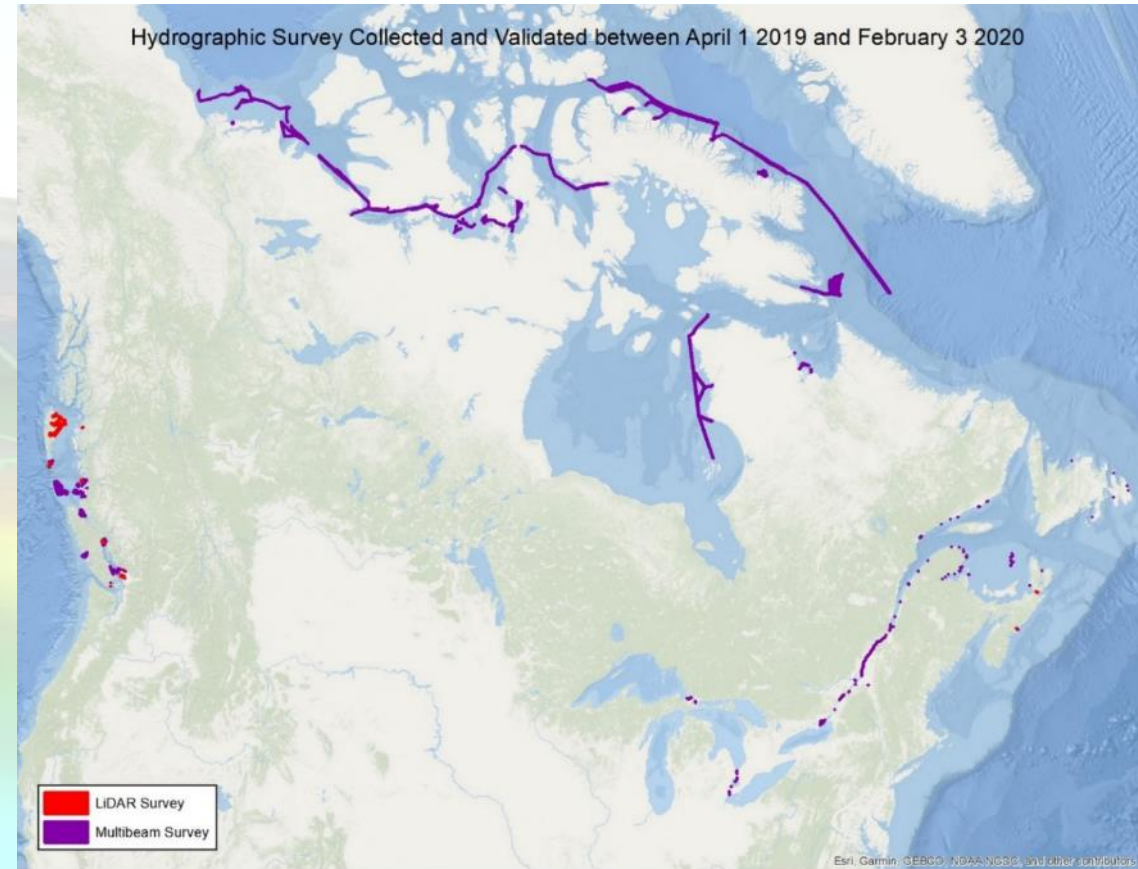 Hydrographic Survey Collected and Validated between April 1 2019 and February 3 2020
LiDAR Survey
Multibeam Survey
Esri, Garmin, GEBCO, NOAA NGDC, and other contributors